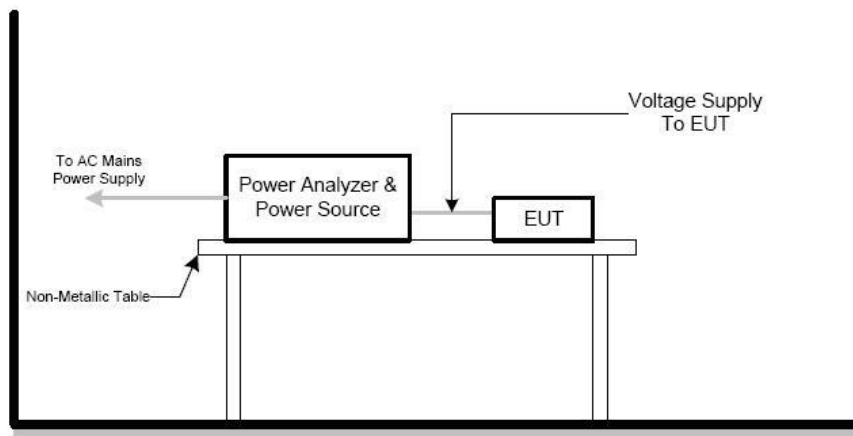 Voltage Supply
To EUT
To AC Mains
Power Supply
Power Analyzer &
Power Source
EUT
Non-Metallic Table